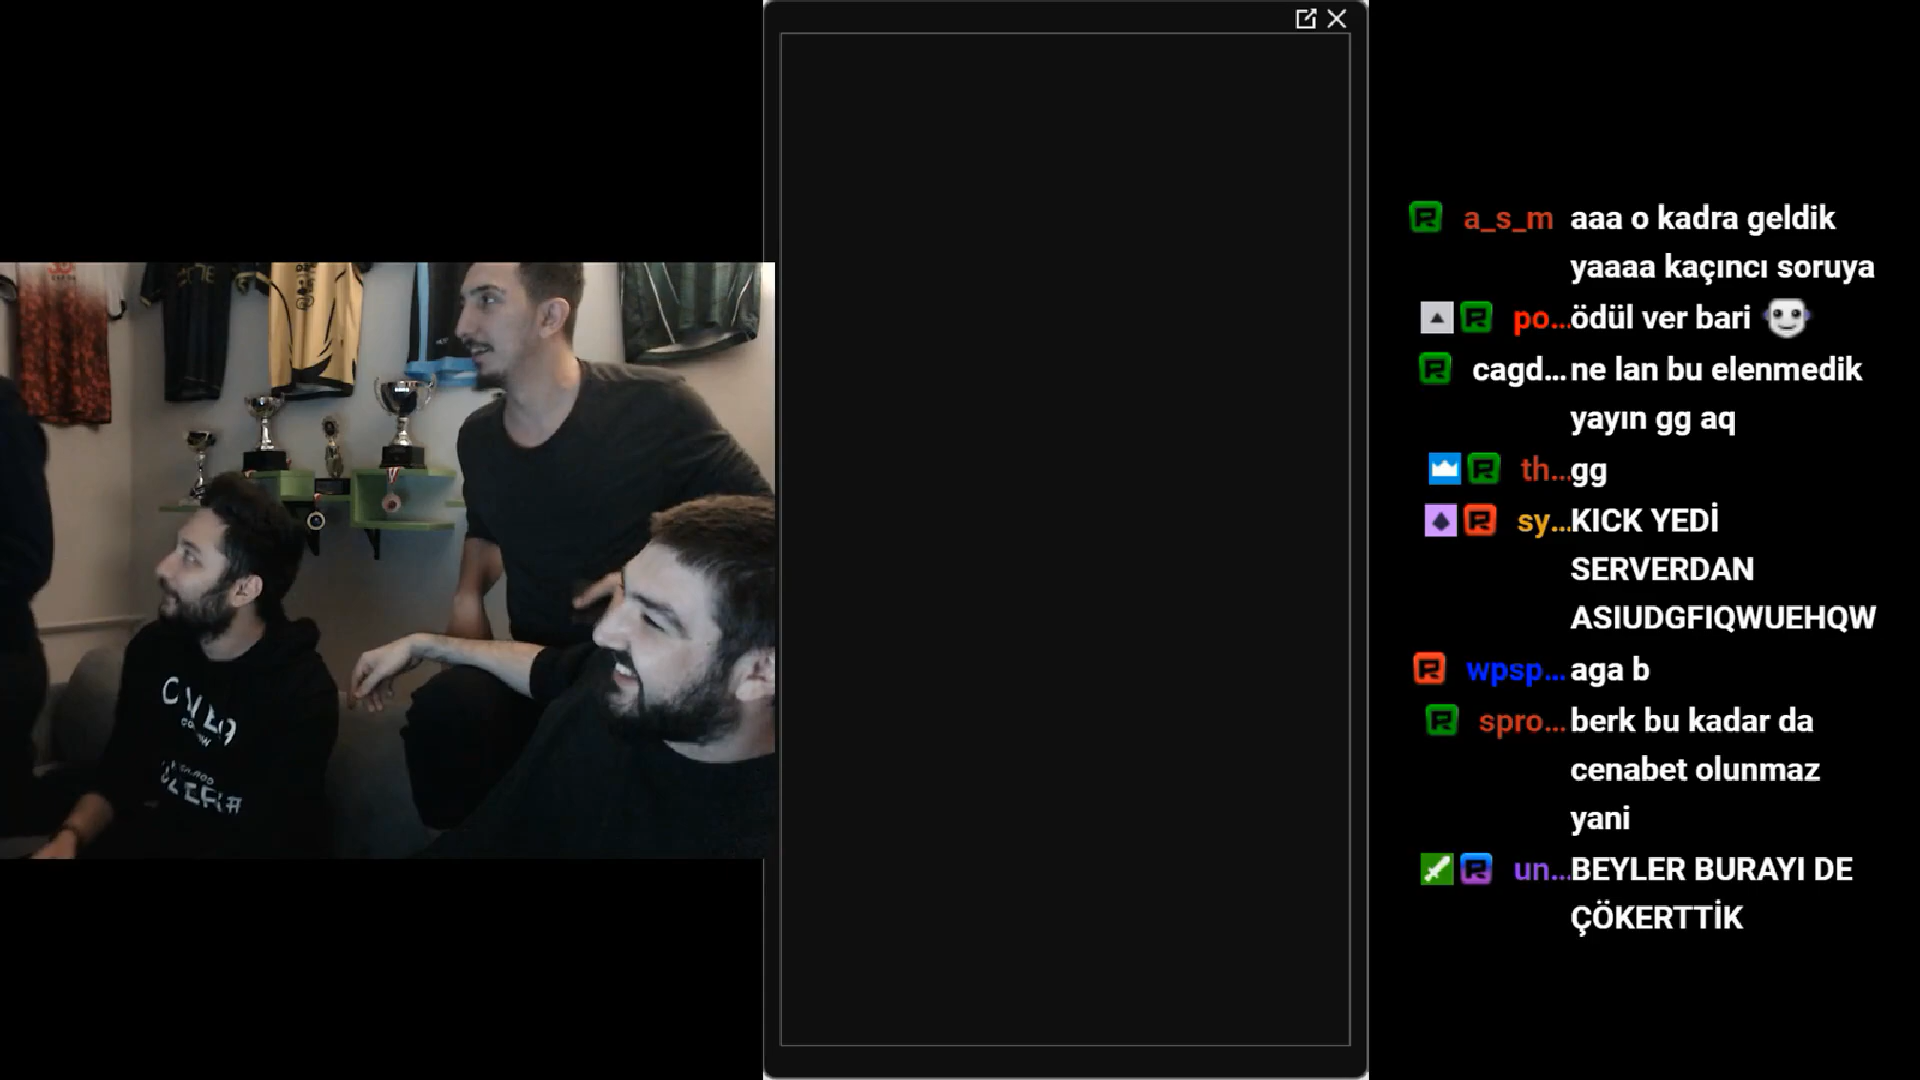 a_s_m aaa o kadra geldik
yaaaa kaçıncı soruya
po...ödül ver bari
cagd...ne lan bu elenmedik
yayın gg aq
th...gg
sy...KICK YEDİ
SERVERDAN
ASIUDGFIQWUEHQW
wpsp...aga b
spro...berk bu kadar da
cenabet olunmaz
yani
un...BEYLER BURAYI DE
ÇÖKERTTİK